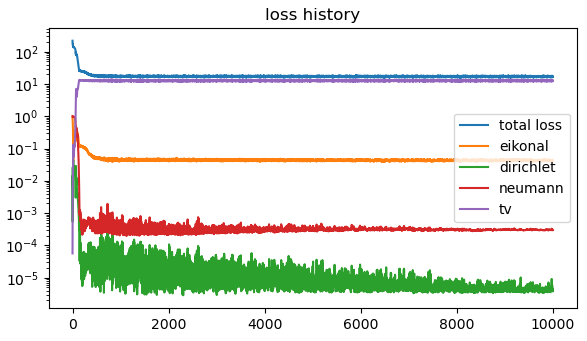 loss history
10²
10¹
10⁰
10⁻¹
10⁻²
10⁻³
10⁻⁴
10⁻⁵
total loss
eikonal
dirichlet
neumann
tv
0 2000 4000 6000 8000 10000